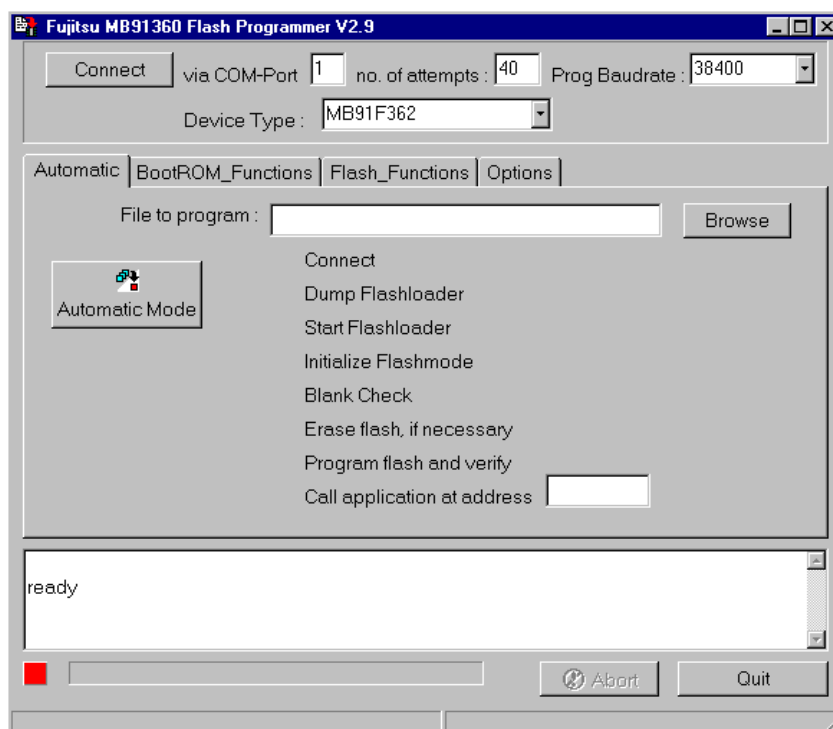 Fujitsu MB91360 Flash Programmer V2.9
Connect via COM-Port 1 no. of attempts : 40 Prog Baudrate : 38400
Device Type : MB91F362
Automatic BootROM_Functions Flash_Functions Options
File to program : Browse
Automatic Mode
Connect
Dump Flashloader
Start Flashloader
Initialize Flashmode
Blank Check
Erase flash, if necessary
Program flash and verify
Call application at address
ready
Abort Quit